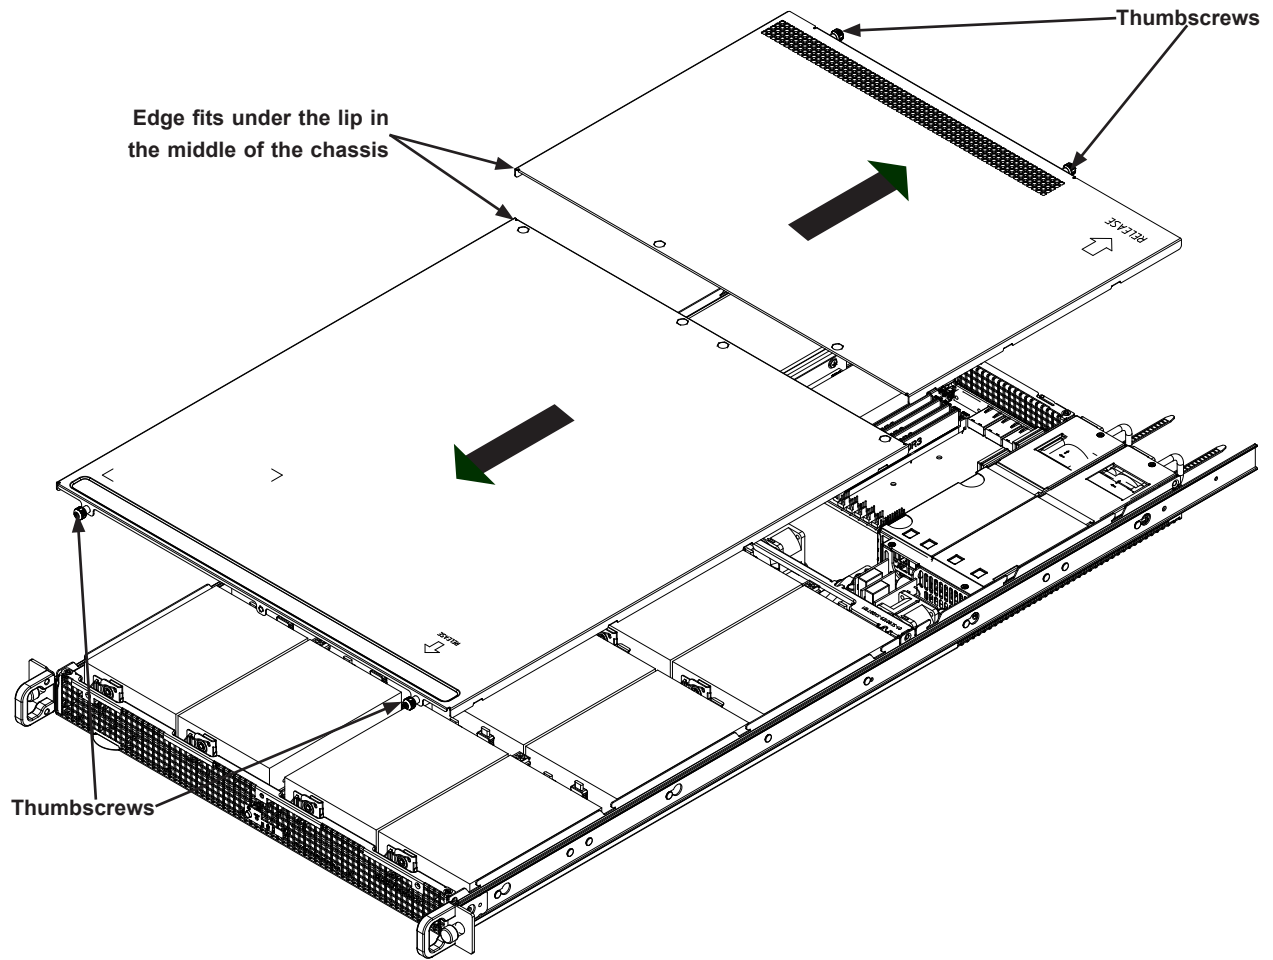 Thumbscrews
Edge fits under the lip in
the middle of the chassis
RELEASE
RELEASE
Thumbscrews